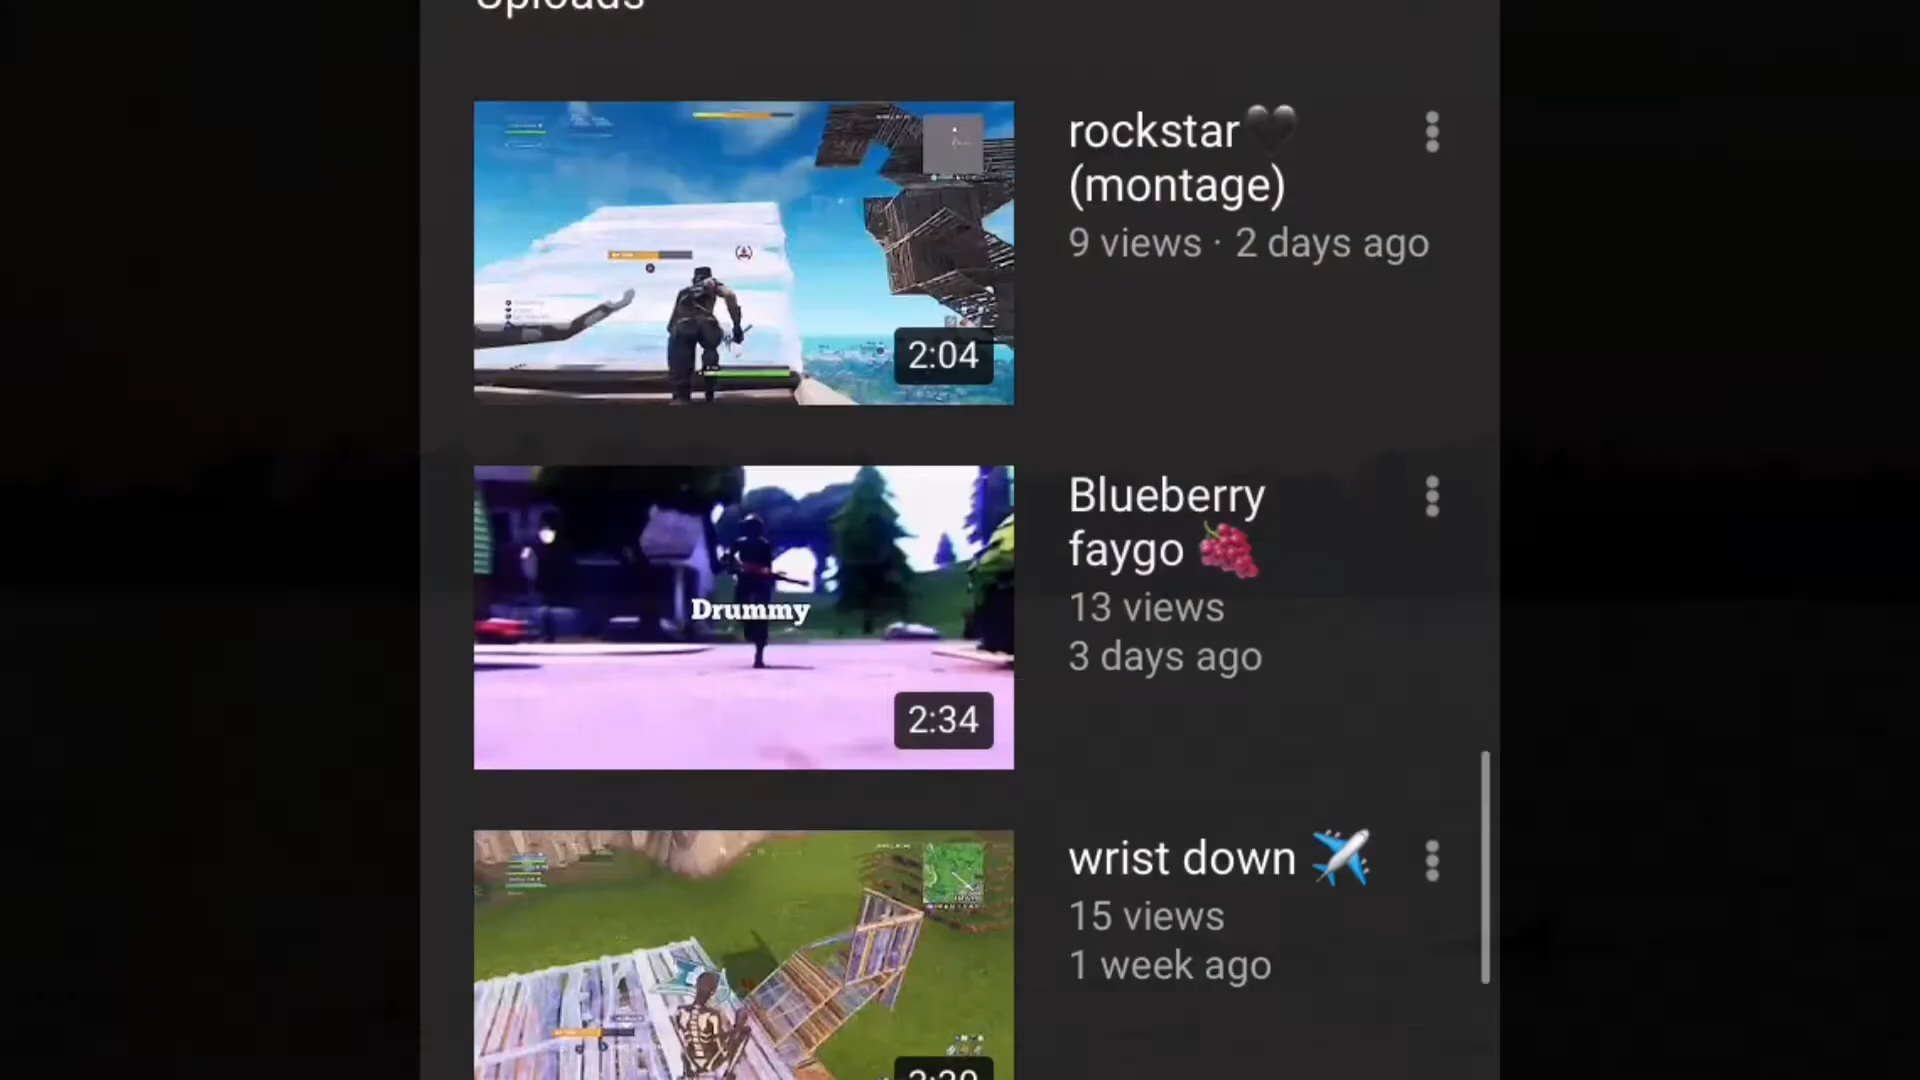 Uploads
rockstar🖤
(montage)
9 views · 2 days ago
2:04
Blueberry
faygo 🍇
13 views
3 days ago
Drummy
2:34
wrist down ✈️
15 views
1 week ago